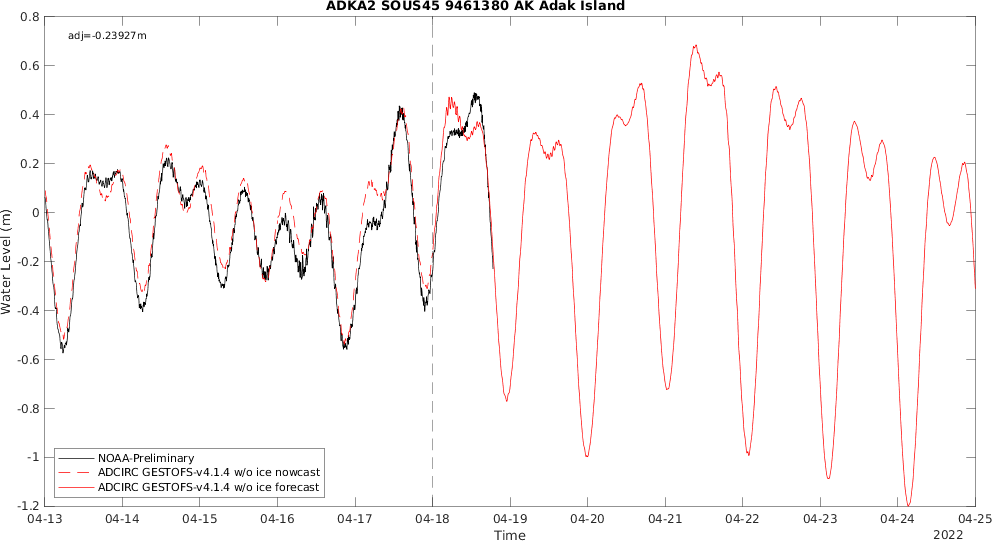 ADKA2 SOUS45 9461380 AK Adak Island
adj=-0.23927m
0.8
0.6
0.4
0.2
0
-0.2
-0.4
-0.6
-0.8
-1
-1.2
Water Level (m)
NOAA-Preliminary
ADCIRC GESTOFS-v4.1.4 w/o ice nowcast
ADCIRC GESTOFS-v4.1.4 w/o ice forecast
04-13 04-14 04-15 04-16 04-17 04-18 04-19 04-20 04-21 04-22 04-23 04-24 04-25
Time
2022